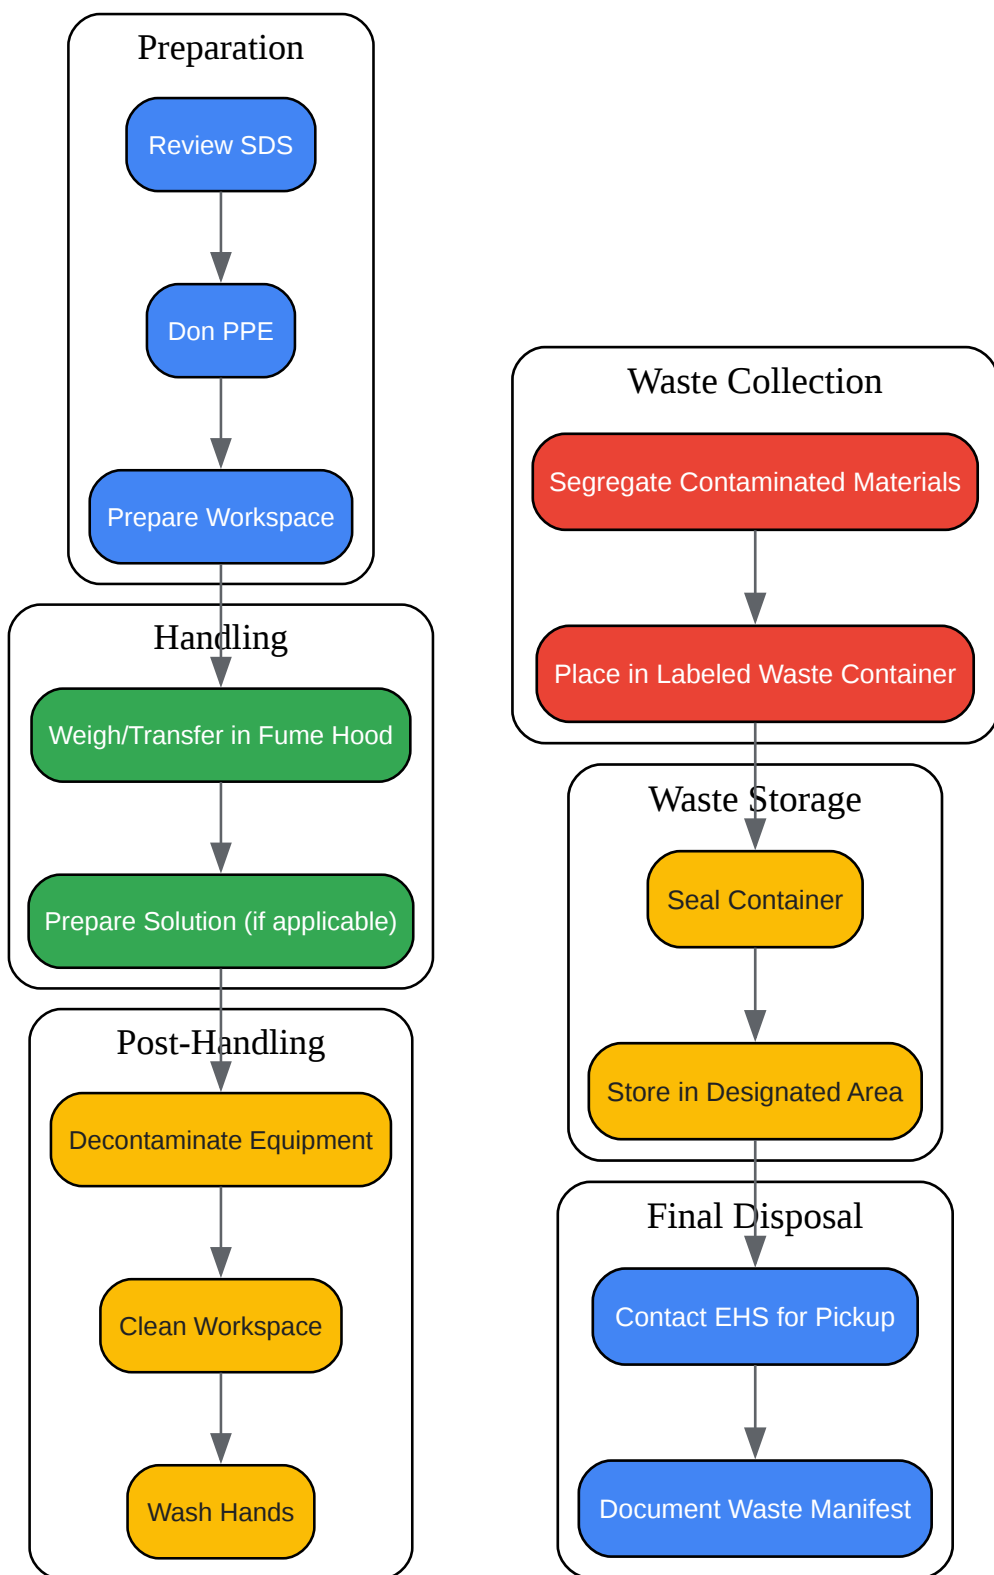 Preparation
Review SDS
Don PPE
Prepare Workspace
Handling
Weigh/Transfer in Fume Hood
Prepare Solution (if applicable)
Post-Handling
Decontaminate Equipment
Clean Workspace
Wash Hands
Waste Collection
Segregate Contaminated Materials
Place in Labeled Waste Container
Waste Storage
Seal Container
Store in Designated Area
Final Disposal
Contact EHS for Pickup
Document Waste Manifest